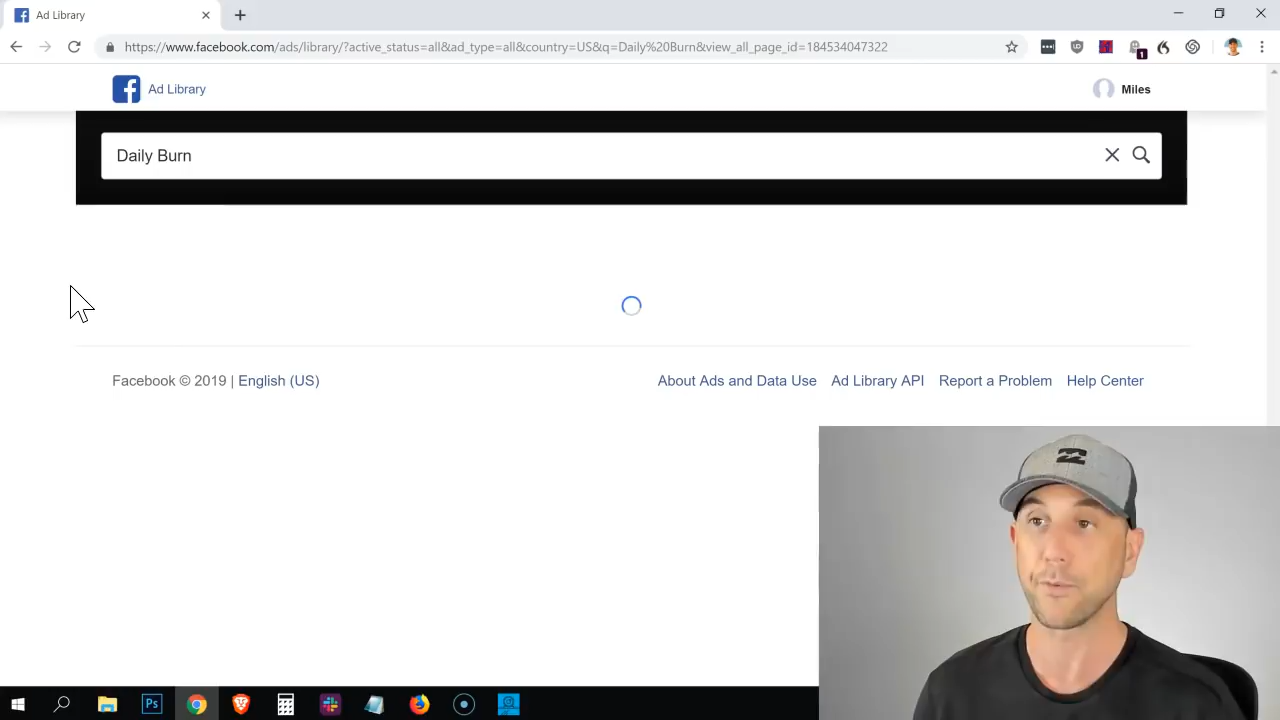 Ad Library
https://www.facebook.com/ads/library/?active_status=all&ad_type=all&country=US&q=Daily%20Burn&view_all_page_id=184534047322
1
Ad Library
Miles
Daily Burn
Facebook © 2019 | English (US)
About Ads and Data Use Ad Library API Report a Problem Help Center
Ps